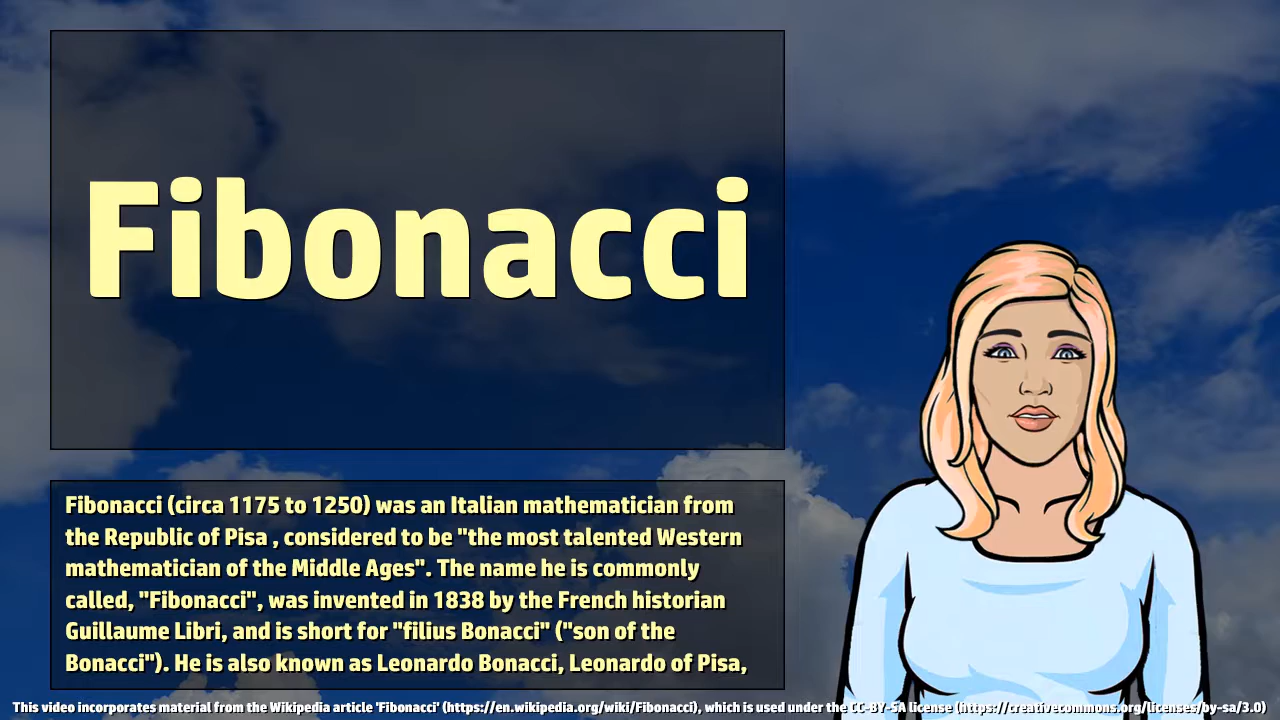 Fibonacci
Fibonacci (circa 1175 to 1250) was an Italian mathematician from
the Republic of Pisa , considered to be "the most talented Western
mathematician of the Middle Ages". The name he is commonly
called, "Fibonacci", was invented in 1838 by the French historian
Guillaume Libri, and is short for "filius Bonacci" ("son of the
Bonacci"). He is also known as Leonardo Bonacci, Leonardo of Pisa,
This video incorporates material from the Wikipedia article 'Fibonacci' (https://en.wikipedia.org/wiki/Fibonacci), which is used under the CC-BY-SA license (https://creativecommons.org/licenses/by-sa/3.0)